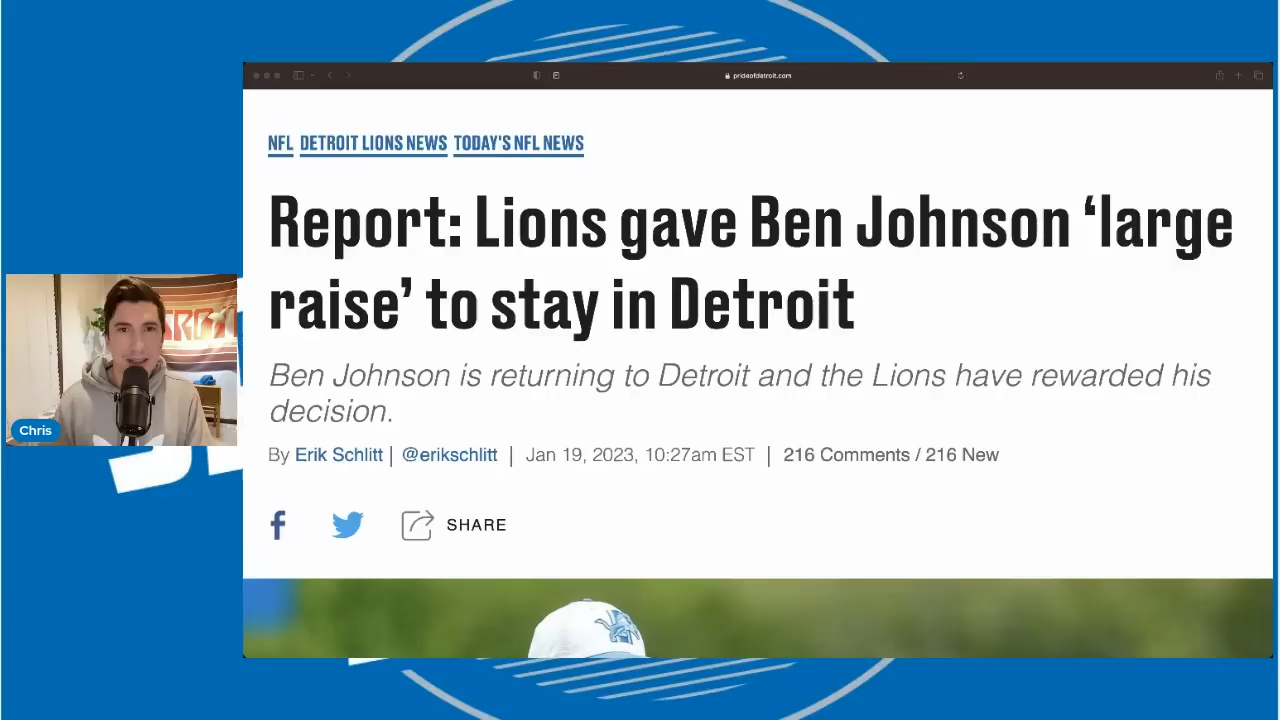 prideofdetroit.com
NFL DETROIT LIONS NEWS TODAY'S NFL NEWS
Report: Lions gave Ben Johnson ‘large
raise’ to stay in Detroit
Ben Johnson is returning to Detroit and the Lions have rewarded his
decision.
By Erik Schlitt | @erikschlitt | Jan 19, 2023, 10:27am EST | 216 Comments / 216 New
SHARE
Chris